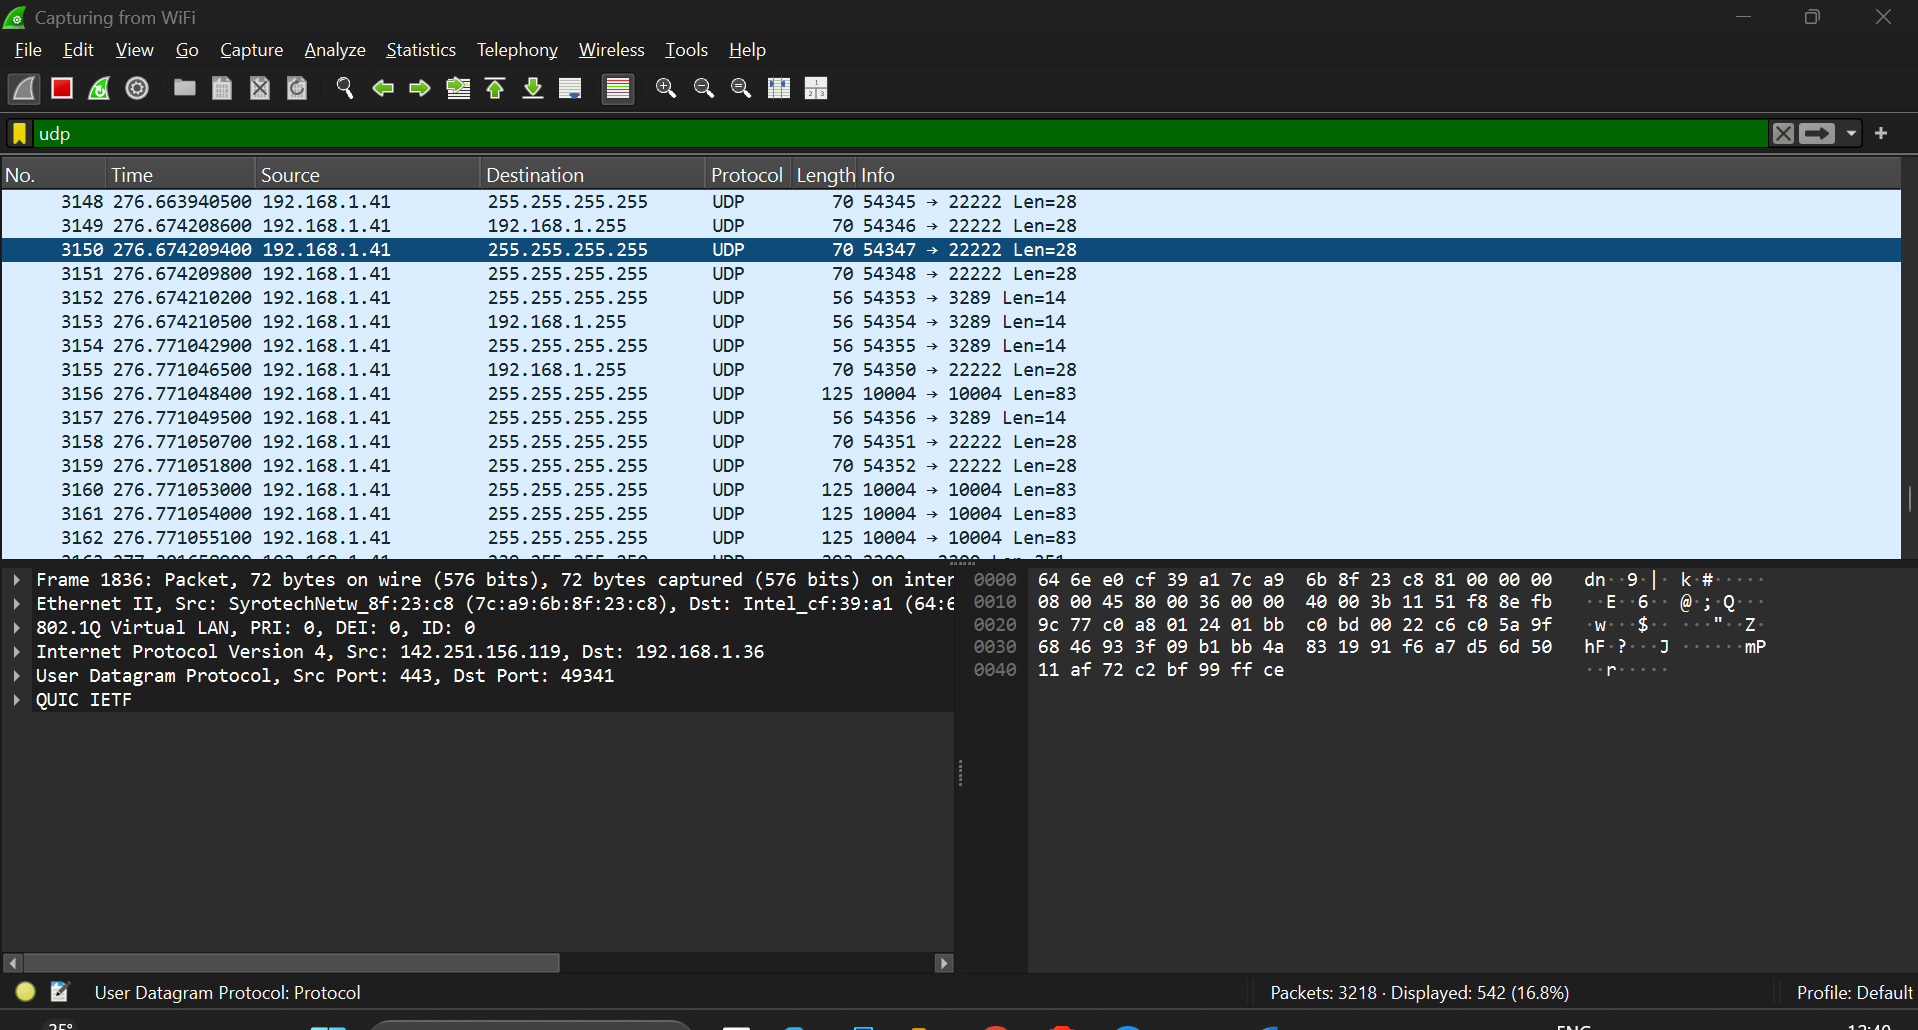 Capturing from WiFi
File Edit View Go Capture Analyze Statistics Telephony Wireless Tools Help
udp
No. Time Source Destination Protocol Length Info
3148 276.663940500 192.168.1.41 255.255.255.255 UDP 70 54345 → 22222 Len=28
3149 276.674208600 192.168.1.41 192.168.1.255 UDP 70 54346 → 22222 Len=28
3150 276.674209400 192.168.1.41 255.255.255.255 UDP 70 54347 → 22222 Len=28
3151 276.674209800 192.168.1.41 255.255.255.255 UDP 70 54348 → 22222 Len=28
3152 276.674210200 192.168.1.41 255.255.255.255 UDP 56 54353 → 3289 Len=14
3153 276.674210500 192.168.1.41 192.168.1.255 UDP 56 54354 → 3289 Len=14
3154 276.771042900 192.168.1.41 255.255.255.255 UDP 56 54355 → 3289 Len=14
3155 276.771046500 192.168.1.41 192.168.1.255 UDP 70 54350 → 22222 Len=28
3156 276.771048400 192.168.1.41 255.255.255.255 UDP 125 10004 → 10004 Len=83
3157 276.771049500 192.168.1.41 255.255.255.255 UDP 56 54356 → 3289 Len=14
3158 276.771050700 192.168.1.41 255.255.255.255 UDP 70 54351 → 22222 Len=28
3159 276.771051800 192.168.1.41 255.255.255.255 UDP 70 54352 → 22222 Len=28
3160 276.771053000 192.168.1.41 255.255.255.255 UDP 125 10004 → 10004 Len=83
3161 276.771054000 192.168.1.41 255.255.255.255 UDP 125 10004 → 10004 Len=83
3162 276.771055100 192.168.1.41 255.255.255.255 UDP 125 10004 → 10004 Len=83
Frame 1836: Packet, 72 bytes on wire (576 bits), 72 bytes captured (576 bits) on inter
Ethernet II, Src: SyrotechNetw_8f:23:c8 (7c:a9:6b:8f:23:c8), Dst: Intel_cf:39:a1 (64:6
802.1Q Virtual LAN, PRI: 0, DEI: 0, ID: 0
Internet Protocol Version 4, Src: 142.251.156.119, Dst: 192.168.1.36
User Datagram Protocol, Src Port: 443, Dst Port: 49341
QUIC IETF
0000 64 6e e0 cf 39 a1 7c a9 6b 8f 23 c8 81 00 00 00 dn··9·|· k·#·····
0010 08 00 45 80 00 36 00 00 40 00 3b 11 51 f8 8e fb ··E··6·· @·;·Q···
0020 9c 77 c0 a8 01 24 01 bb c0 bd 00 22 c6 c0 5a 9f ·w···$·· ···"··Z·
0030 68 46 93 3f 09 b1 bb 4a 83 19 91 f6 a7 d5 6d 50 hF·?···J ······mP
0040 11 af 72 c2 bf 99 ff ce ··r·····
User Datagram Protocol: Protocol
Packets: 3218 · Displayed: 542 (16.8%)
Profile: Default